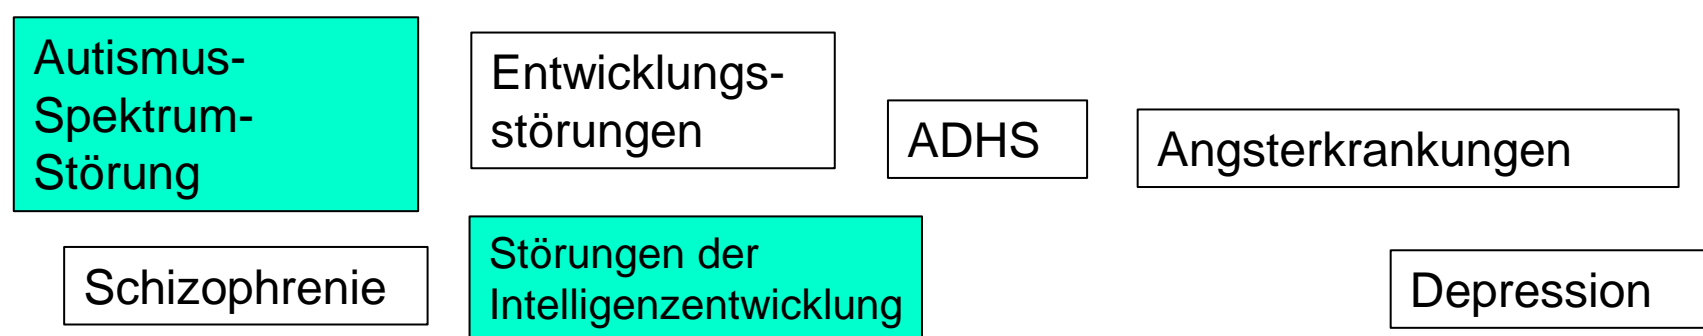 Autismus-
Spektrum-
Störung
Entwicklungs-
störungen
ADHS
Angsterkrankungen
Schizophrenie
Störungen der
Intelligenzentwicklung
Depression